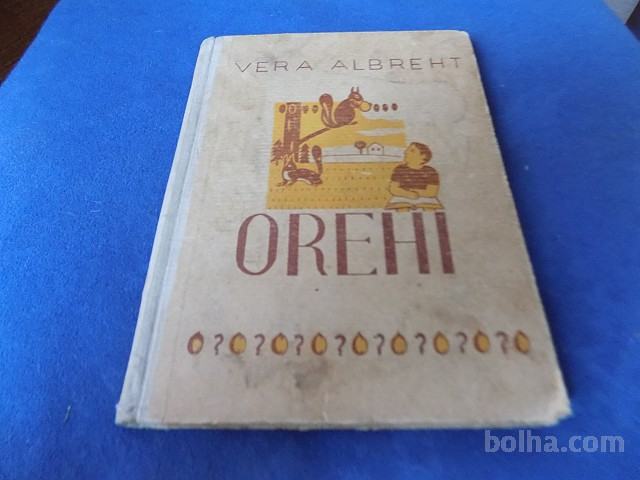 VERA ALBREHT
OREHI
? ? ? ? ? ? ? ?
bolha.com